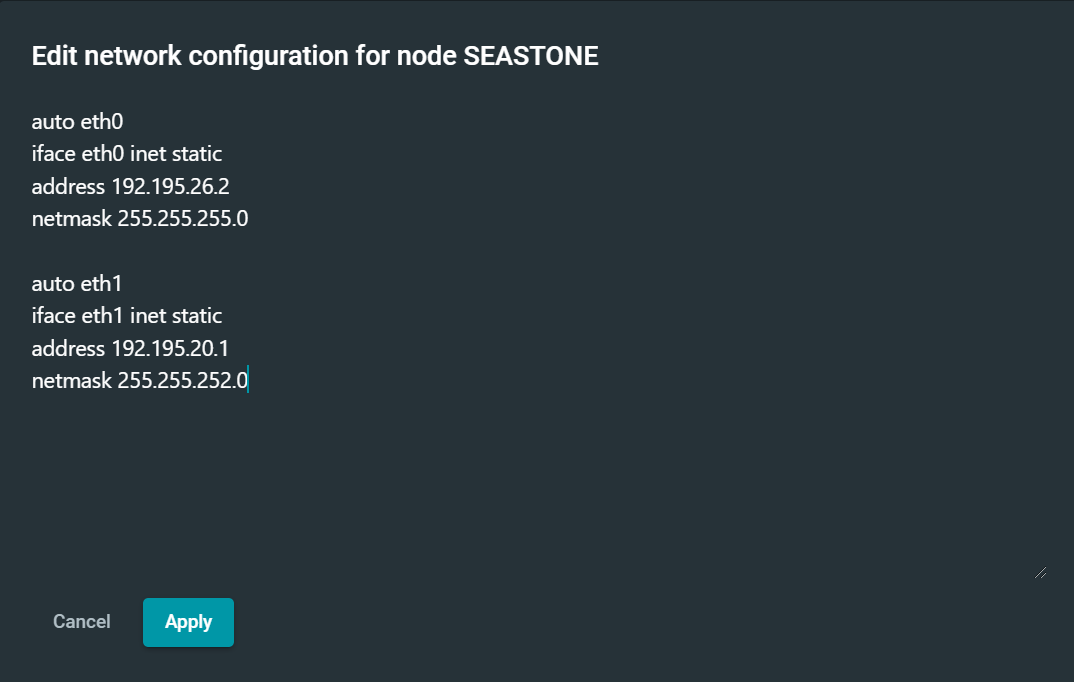 Edit network configuration for node SEASTONE
auto eth0
iface eth0 inet static
address 192.195.26.2
netmask 255.255.255.0
auto eth1
iface eth1 inet static
address 192.195.20.1
netmask 255.255.252.0
Cancel
Apply